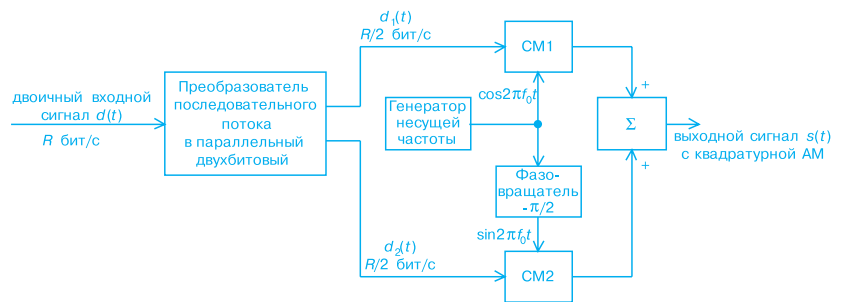 двоичный входной
сигнал d(t)
R бит/с
Преобразователь
последовательного
потока
в параллельный
двухбитовый
d₁(t)
R/2 бит/с
СМ1
cos2πf₀t
Генератор
несущей
частоты
Фазо-
вращатель
-π/2
sin2πf₀t
d₂(t)
R/2 бит/с
СМ2
+
Σ
+
выходной сигнал s(t)
с квадратурной АМ